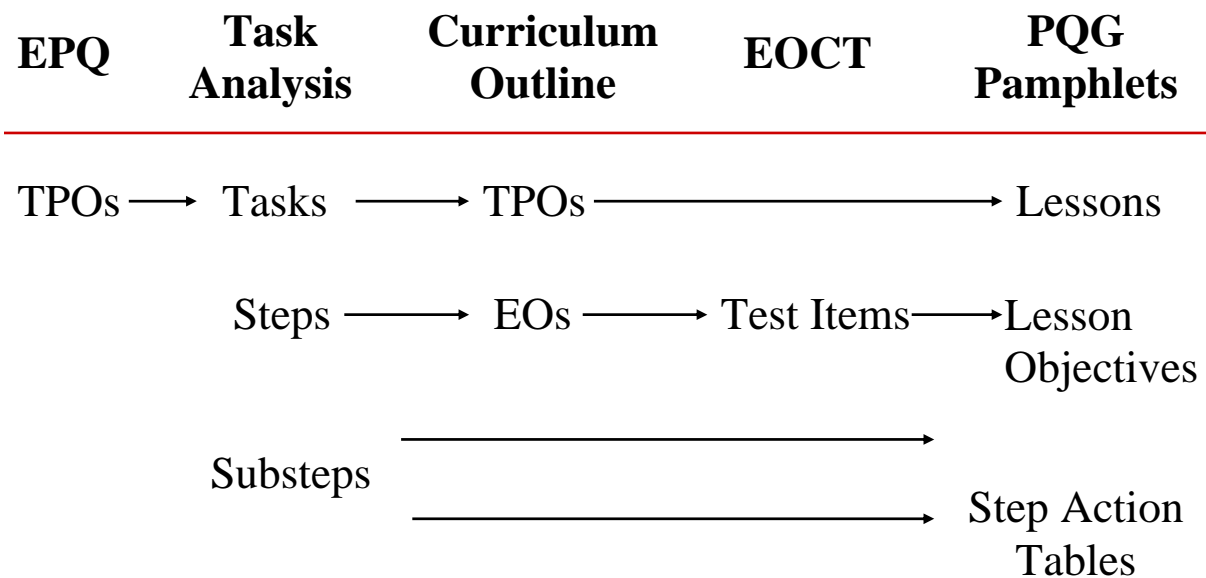 EPQ
Task
Analysis
Curriculum
Outline
EOCT
PQG
Pamphlets
TPOs
Tasks
TPOs
Lessons
Steps
EOs
Test Items
Lesson
Objectives
Substeps
Step Action
Tables